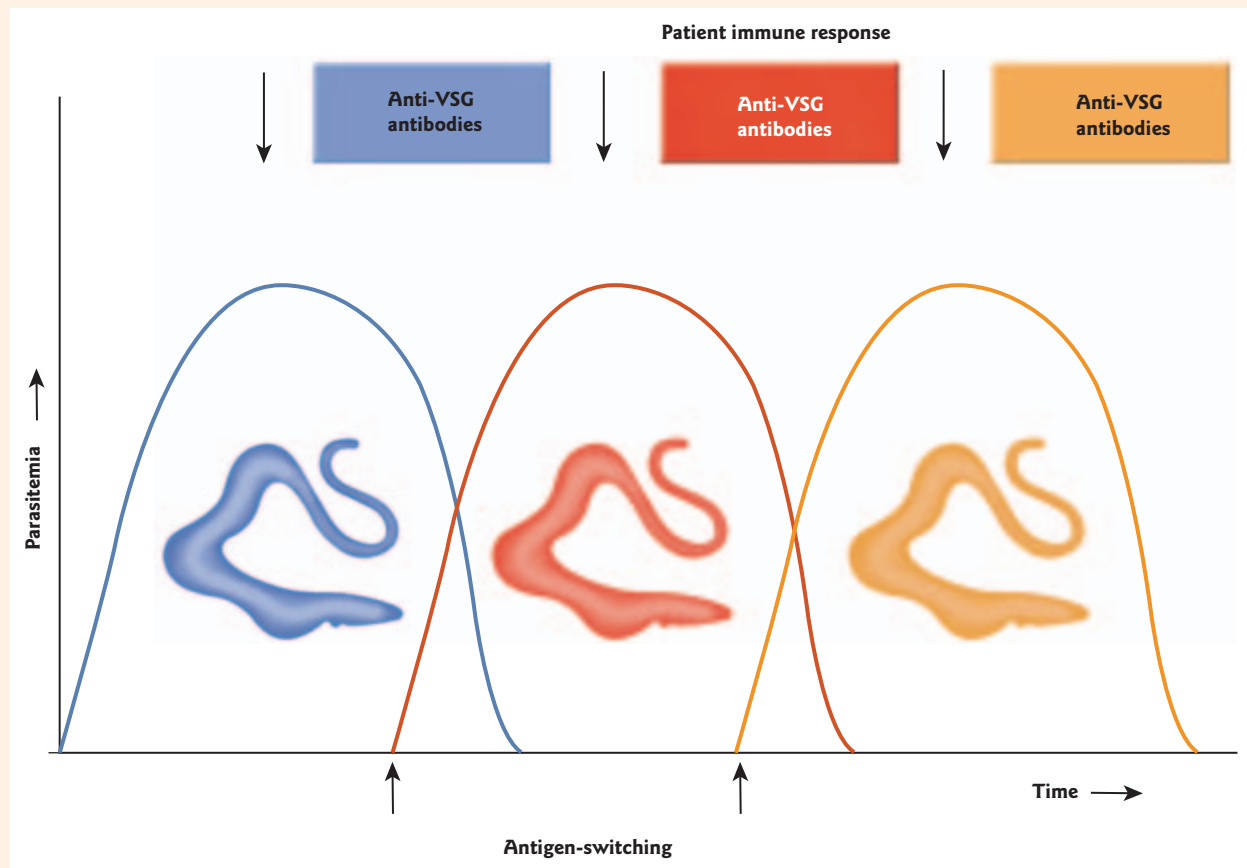 Patient immune response
Anti-VSG
antibodies
Anti-VSG
antibodies
Anti-VSG
antibodies
Parasitemia
Time
Antigen-switching